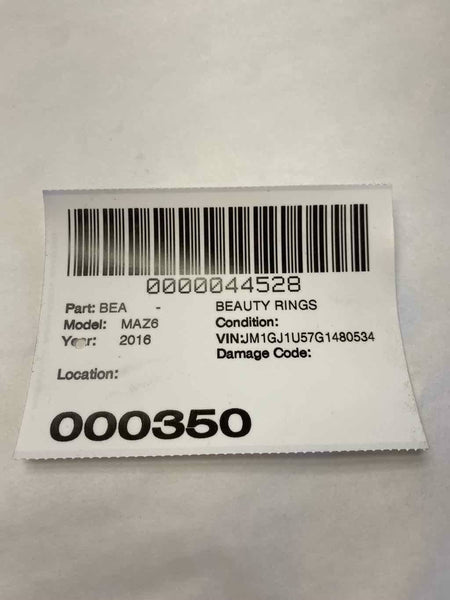 0000044528
Part: BEA - BEAUTY RINGS
Model: MAZ6 Condition:
Year: 2016 VIN:JM1GJ1U57G1480534
Damage Code:
Location:
000350